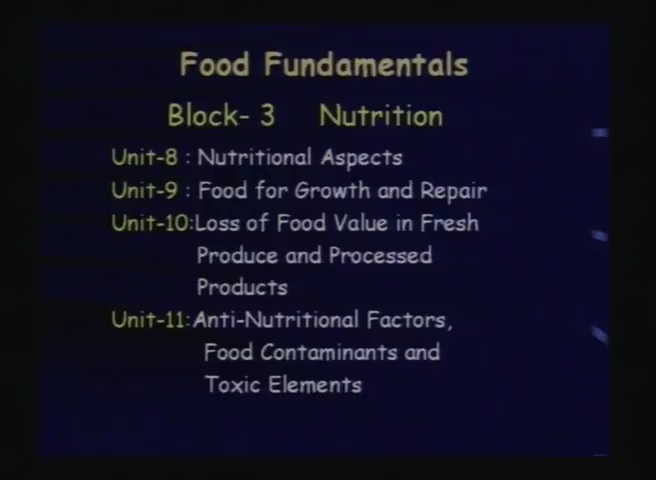 Food Fundamentals
Block- 3 Nutrition
Unit-8 : Nutritional Aspects
Unit-9 : Food for Growth and Repair
Unit-10:Loss of Food Value in Fresh
Produce and Processed
Products
Unit-11:Anti-Nutritional Factors,
Food Contaminants and
Toxic Elements